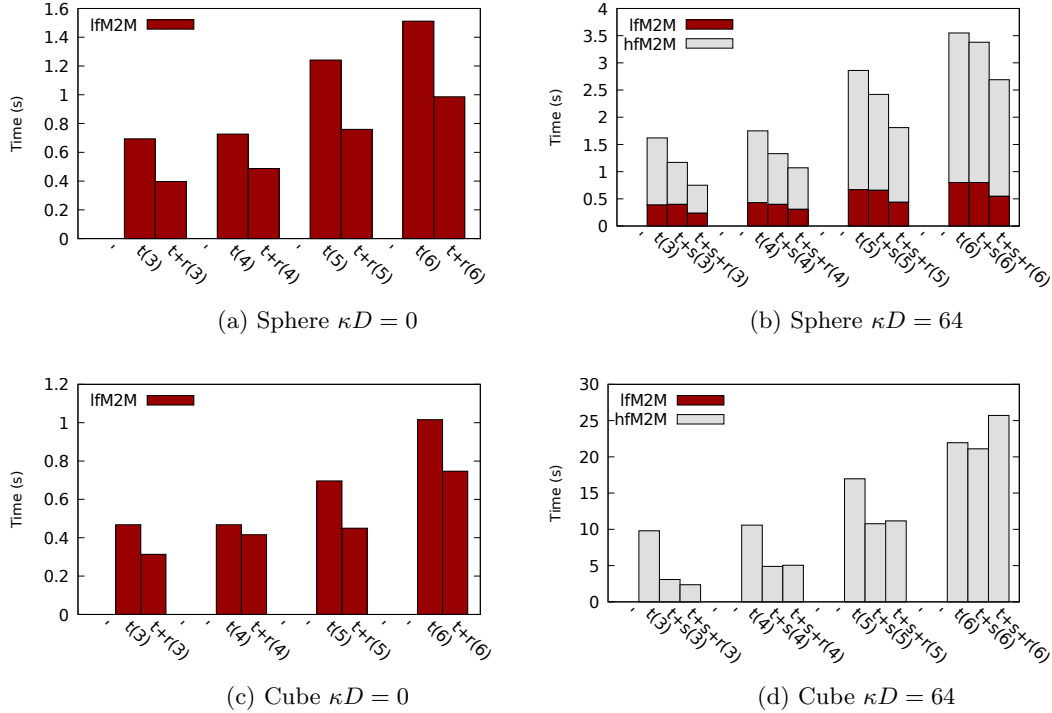 1.6
1.4
1.2
1
0.8
0.6
0.4
0.2
0
Time (s)
lfM2M
- t(3) t+r(3) - t(4) t+r(4) - t(5) t+r(5) - t(6) t+r(6)
(a) Sphere κD = 0
4
3.5
3
2.5
2
1.5
1
0.5
0
Time (s)
lfM2M
hfM2M
- t(3) t+s(3) t+s+r(3) - t(4) t+s(4) t+s+r(4) - t(5) t+s(5) t+s+r(5) - t(6) t+s(6) t+s+r(6)
(b) Sphere κD = 64
1.2
1
0.8
0.6
0.4
0.2
0
Time (s)
lfM2M
- t(3) t+r(3) - t(4) t+r(4) - t(5) t+r(5) - t(6) t+r(6)
(c) Cube κD = 0
30
25
20
15
10
5
0
Time (s)
lfM2M
hfM2M
- t(3) t+s(3) t+s+r(3) - t(4) t+s(4) t+s+r(4) - t(5) t+s(5) t+s+r(5) - t(6) t+s(6) t+s+r(6)
(d) Cube κD = 64